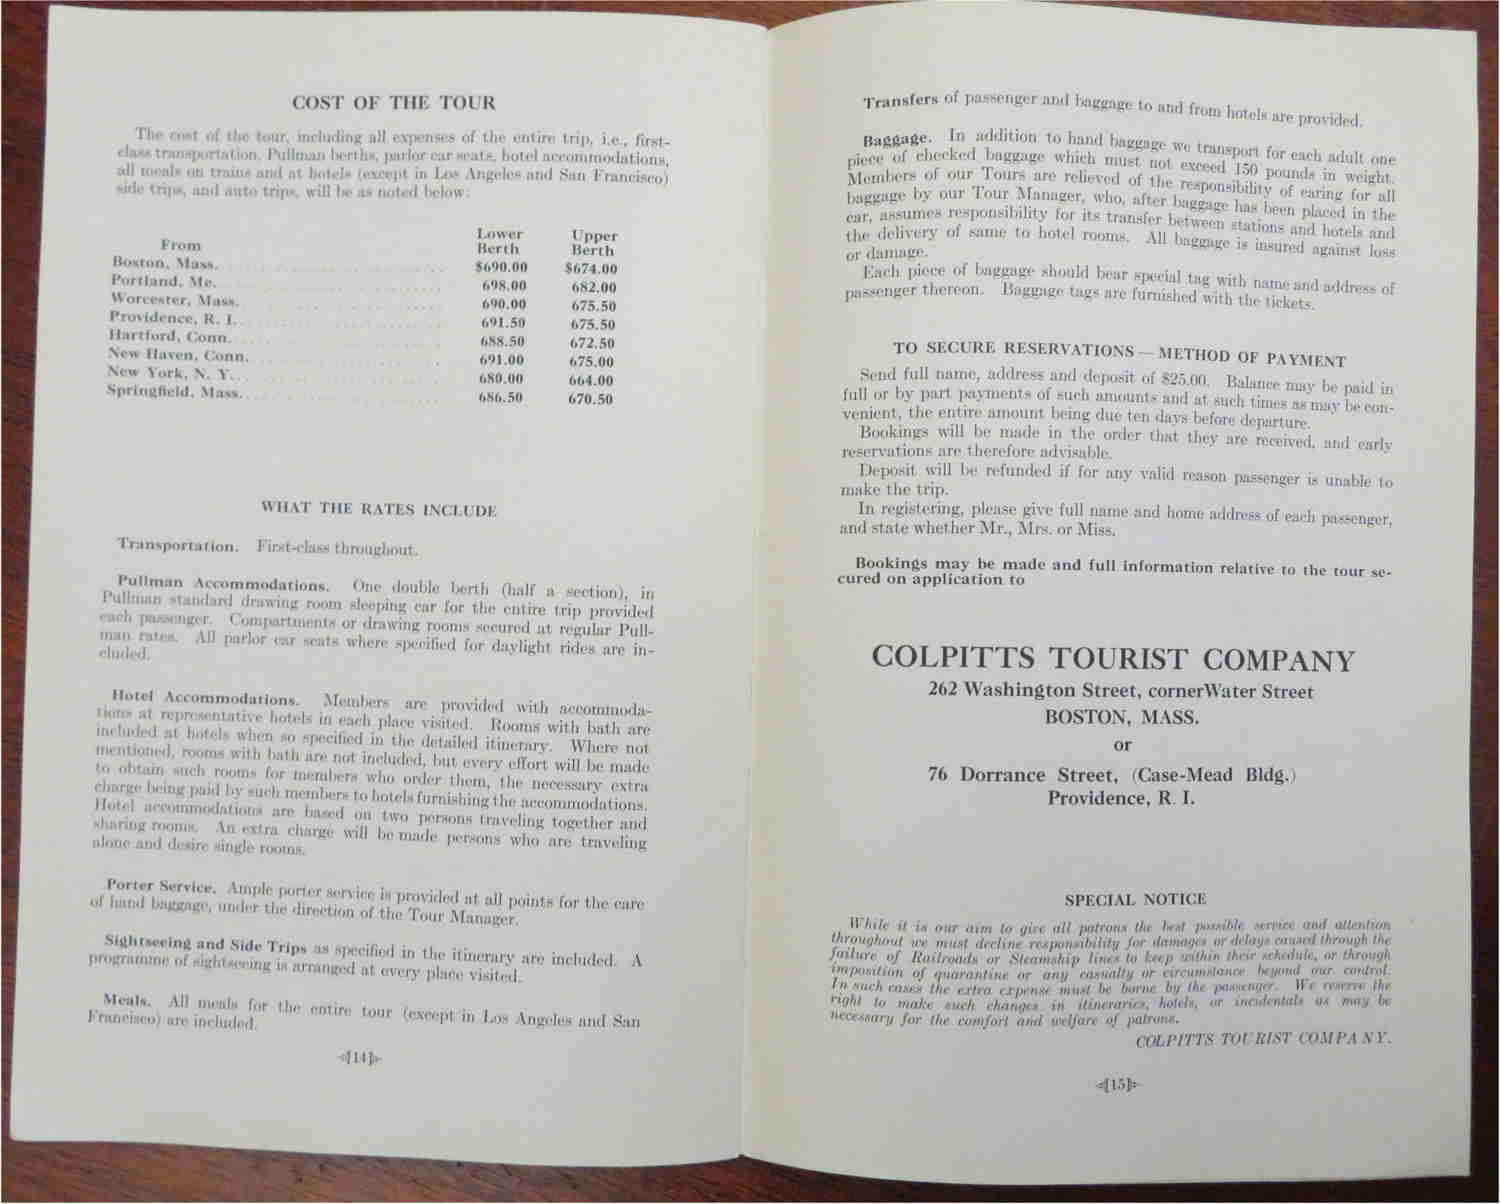 COST OF THE TOUR
The cost of the tour, including all expenses of the entire trip, i.e., first-
class transportation, Pullman berths, parlor car seats, hotel accommodations,
all meals on trains and at hotels (except in Los Angeles and San Francisco)
side trips, and auto trips, will be as noted below:
From Lower Berth Upper Berth
Boston, Mass. $690.00 $674.00
Portland, Me. 698.00 682.00
Worcester, Mass. 690.00 675.50
Providence, R. I. 691.50 675.50
Hartford, Conn. 688.50 672.50
New Haven, Conn. 691.00 675.00
New York, N. Y. 680.00 664.00
Springfield, Mass. 686.50 670.50
WHAT THE RATES INCLUDE
Transportation. First-class throughout.
Pullman Accommodations. One double berth (half a section), in
Pullman standard drawing room sleeping car for the entire trip provided
each passenger. Compartments or drawing rooms secured at regular Pull-
man rates. All parlor car seats where specified for daylight rides are in-
cluded.
Hotel Accommodations. Members are provided with accommoda-
tions at representative hotels in each place visited. Rooms with bath are
included at hotels when so specified in the detailed itinerary. Where not
mentioned, rooms with bath are not included, but every effort will be made
to obtain such rooms for members who order them, the necessary extra
charge being paid by such members to hotels furnishing the accommodations.
Hotel accommodations are based on two persons traveling together and
sharing rooms. An extra charge will be made persons who are traveling
alone and desire single rooms.
Porter Service. Ample porter service is provided at all points for the care
of hand baggage, under the direction of the Tour Manager.
Sightseeing and Side Trips as specified in the itinerary are included. A
programme of sightseeing is arranged at every place visited.
Meals. All meals for the entire tour (except in Los Angeles and San
Francisco) are included.
[14]
Transfers of passenger and baggage to and from hotels are provided.
Baggage. In addition to hand baggage we transport for each adult one
piece of checked baggage which must not exceed 150 pounds in weight.
Members of our Tours are relieved of the responsibility of caring for all
baggage by our Tour Manager, who, after baggage has been placed in the
car, assumes responsibility for its transfer between stations and hotels and
the delivery of same to hotel rooms. All baggage is insured against loss
or damage.
Each piece of baggage should bear special tag with name and address of
passenger thereon. Baggage tags are furnished with the tickets.
TO SECURE RESERVATIONS — METHOD OF PAYMENT
Send full name, address and deposit of $25.00. Balance may be paid in
full or by part payments of such amounts and at such times as may be con-
venient, the entire amount being due ten days before departure.
Bookings will be made in the order that they are received, and early
reservations are therefore advisable.
Deposit will be refunded if for any valid reason passenger is unable to
make the trip.
In registering, please give full name and home address of each passenger,
and state whether Mr., Mrs. or Miss.
Bookings may be made and full information relative to the tour se-
cured on application to
COLPITTS TOURIST COMPANY
262 Washington Street, cornerWater Street
BOSTON, MASS.
or
76 Dorrance Street, (Case-Mead Bldg.)
Providence, R. I.
SPECIAL NOTICE
While it is our aim to give all patrons the best possible service and attention
throughout we must decline responsibility for damages or delays caused through the
failure of Railroads or Steamship lines to keep within their schedule, or through
imposition of quarantine or any casualty or circumstance beyond our control.
In such cases the extra expense must be borne by the passenger. We reserve the
right to make such changes in itineraries, hotels, or incidentals as may be
necessary for the comfort and welfare of patrons.
COLPITTS TOURIST COMPANY.
[15]